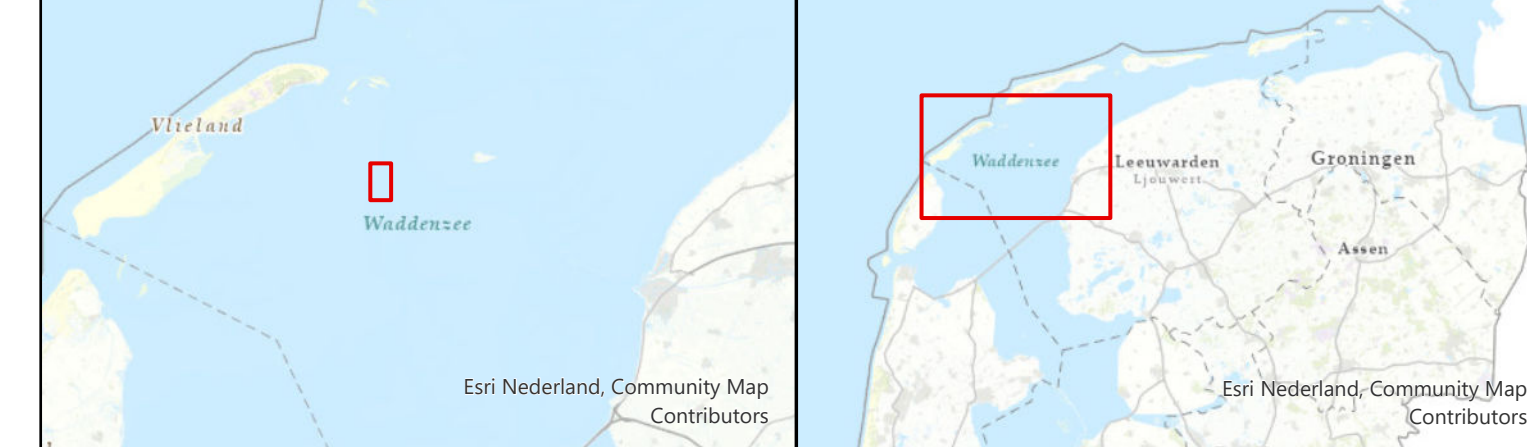 Vlieland
Waddenzee
Esri Nederland, Community Map
Contributors
Waddenzee
Leeuwarden
Ljouwert
Groningen
Assen
Esri Nederland, Community Map
Contributors